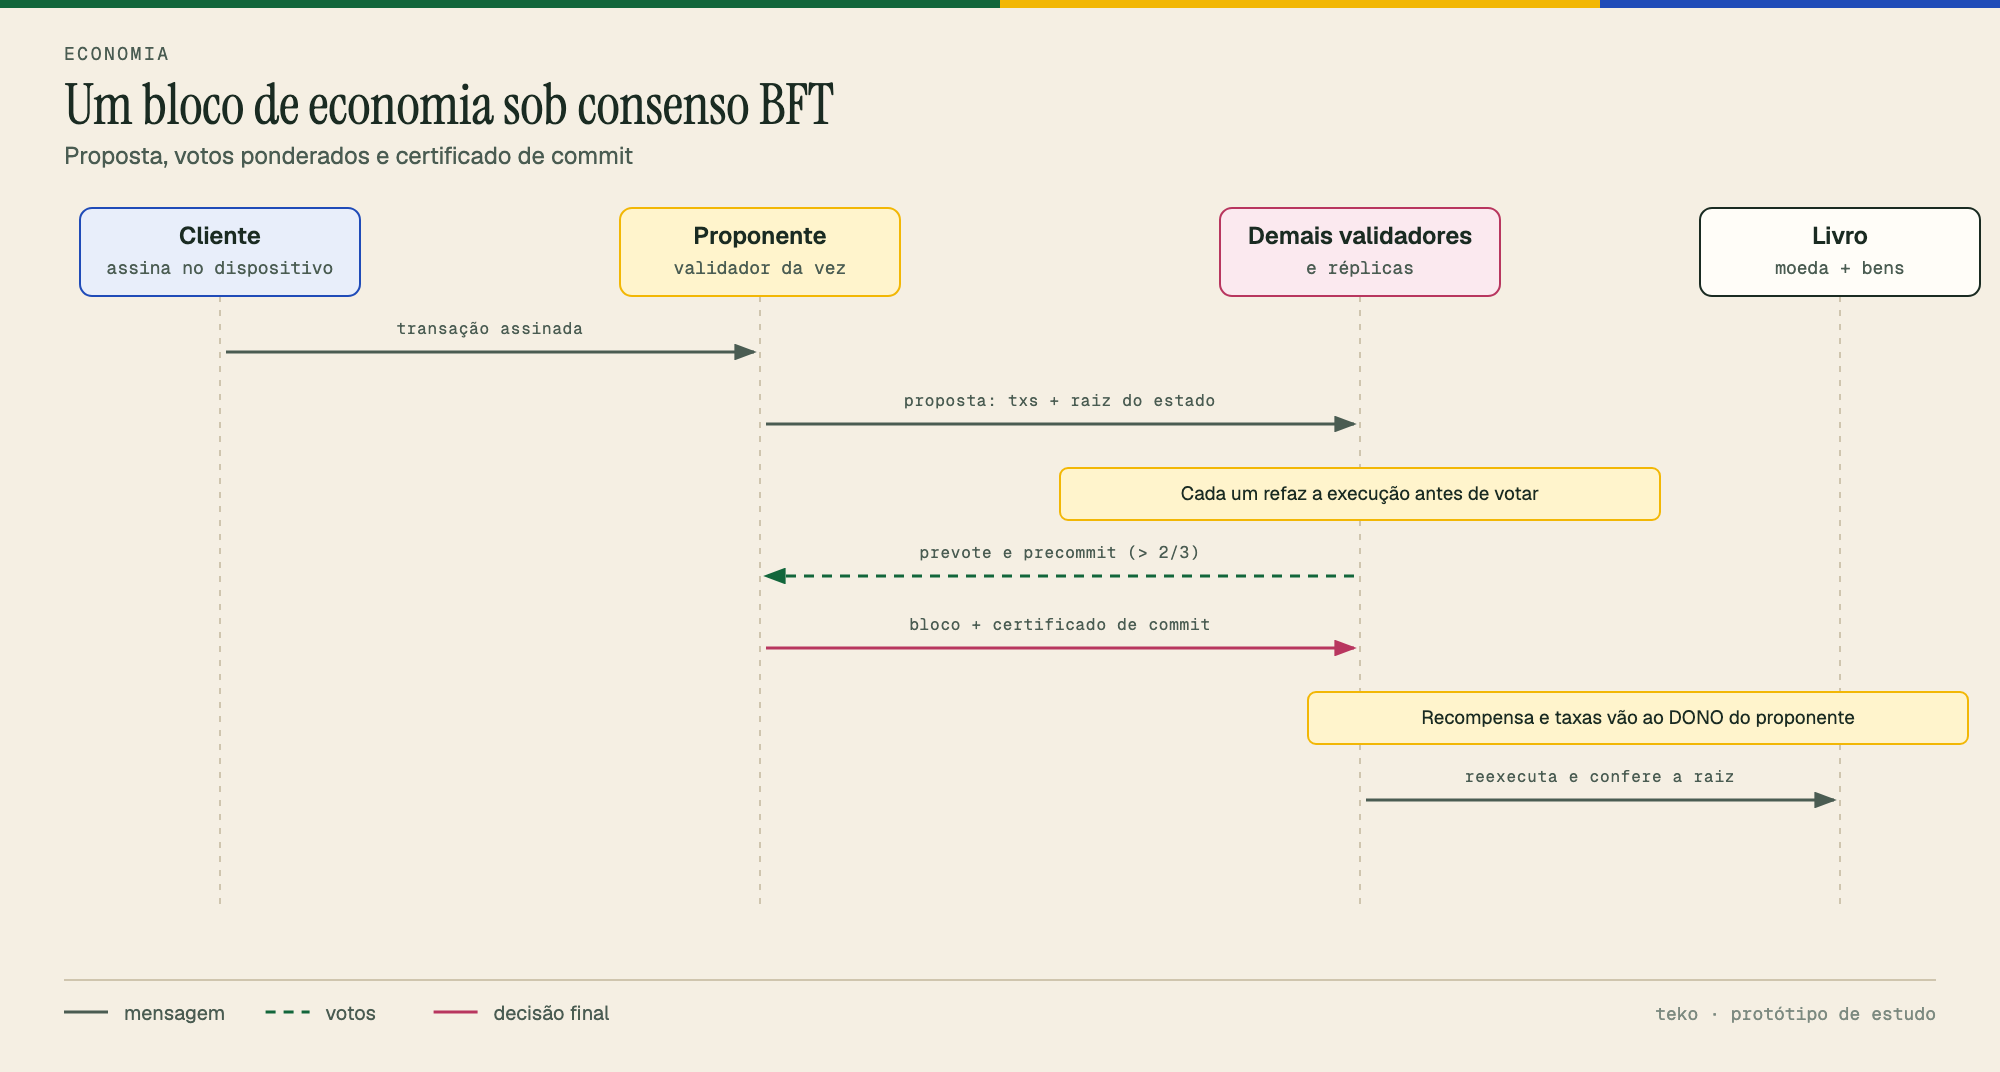 ECONOMIA
Um bloco de economia sob consenso BFT
Proposta, votos ponderados e certificado de commit
Cliente
assina no dispositivo
Proponente
validador da vez
Demais validadores
e réplicas
Livro
moeda + bens
transação assinada
proposta: txs + raiz do estado
Cada um refaz a execução antes de votar
prevote e precommit (> 2/3)
bloco + certificado de commit
Recompensa e taxas vão ao DONO do proponente
reexecuta e confere a raiz
mensagem
votos
decisão final
teko · protótipo de estudo